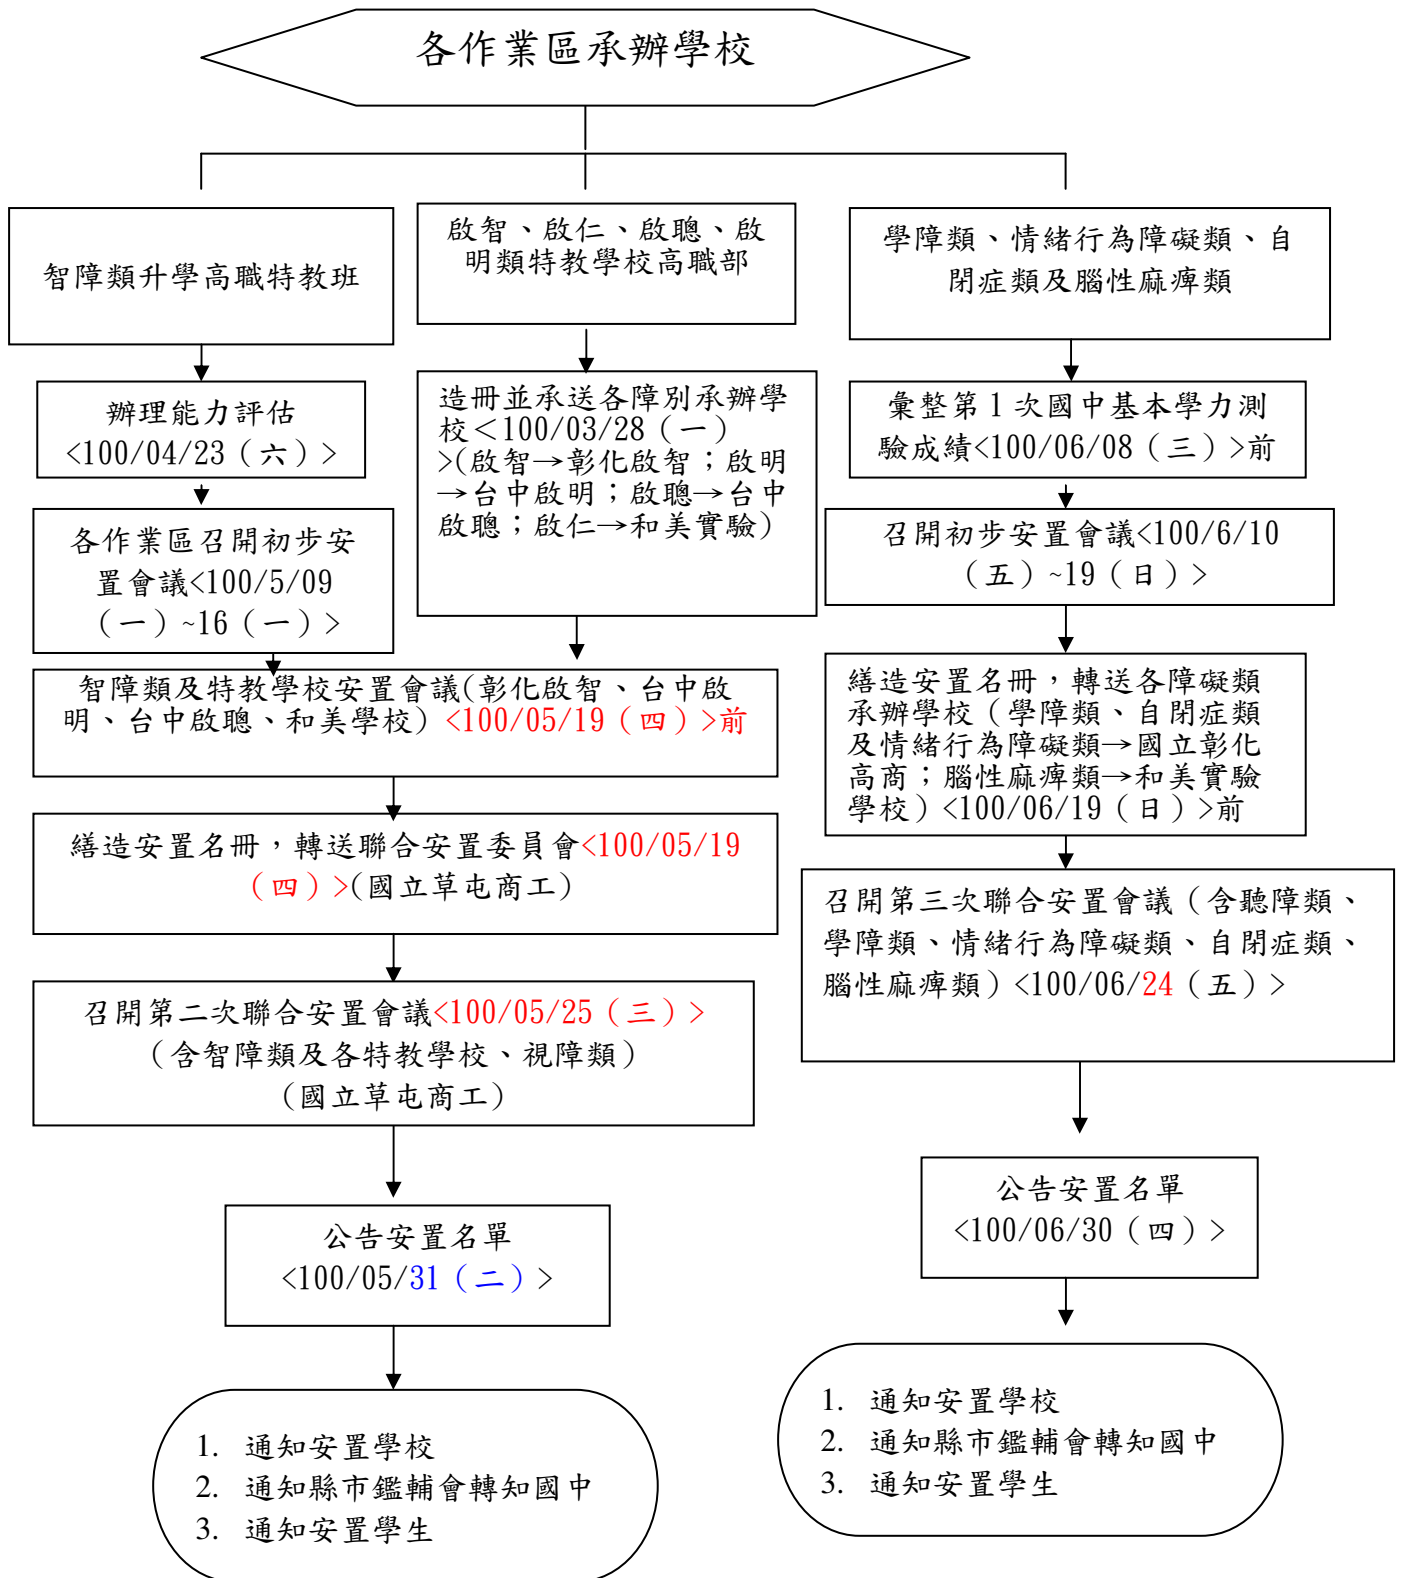 各作業區承辦學校
智障類升學高職特教班
啟智、啟仁、啟聰、啟
明類特教學校高職部
學障類、情緒行為障礙類、自
閉症類及腦性麻痺類
辦理能力評估
<100/04/23（六）>
造冊並承送各障別承辦學
校＜100/03/28（一）
>(啟智→彰化啟智；啟明
→台中啟明；啟聰→台中
啟聰；啟仁→和美實驗）
彙整第 1 次國中基本學力測
驗成績<100/06/08（三）>前
各作業區召開初步安
置會議<100/5/09
（一）~16（一）>
召開初步安置會議<100/6/10
（五）~19（日）>
智障類及特教學校安置會議(彰化啟智、台中啟
明、台中啟聰、和美學校）<100/05/19（四）>前
繕造安置名冊，轉送各障礙類
承辦學校（學障類、自閉症類
及情緒行為障礙類→國立彰化
高商；腦性麻痺類→和美實驗
學校）<100/06/19（日）>前
繕造安置名冊，轉送聯合安置委員會<100/05/19
（四）>(國立草屯商工）
召開第三次聯合安置會議（含聽障類、
學障類、情緒行為障礙類、自閉症類、
腦性麻痺類）<100/06/24（五）>
召開第二次聯合安置會議<100/05/25（三）>
（含智障類及各特教學校、視障類）
（國立草屯商工）
公告安置名單
<100/06/30（四）>
公告安置名單
<100/05/31（二）>
1. 通知安置學校
2. 通知縣市鑑輔會轉知國中
3. 通知安置學生
1. 通知安置學校
2. 通知縣市鑑輔會轉知國中
3. 通知安置學生